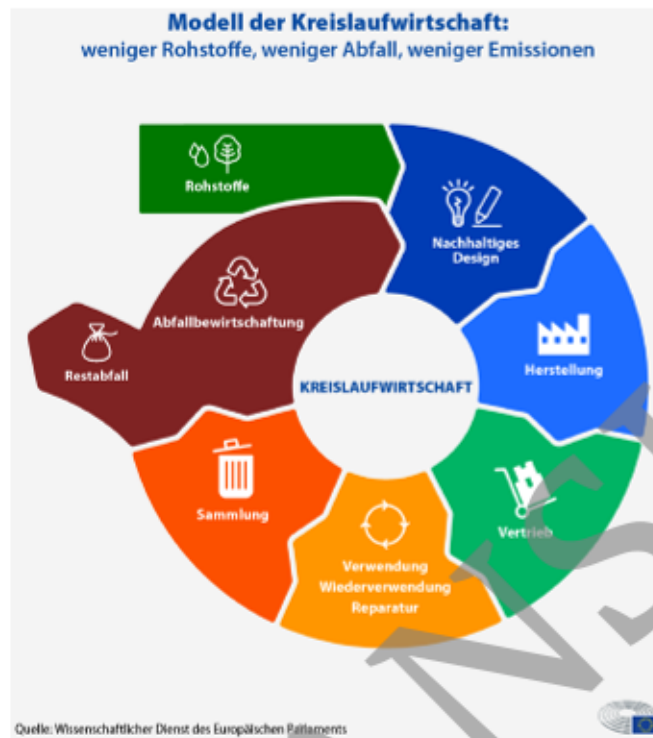 Modell der Kreislaufwirtschaft:
weniger Rohstoffe, weniger Abfall, weniger Emissionen
Rohstoffe
Nachhaltiges
Design
Herstellung
Vertrieb
Verwendung
Wiederverwendung
Reparatur
Sammlung
Abfallbewirtschaftung
Restabfall
KREISLAUFWIRTSCHAFT
Quelle: Wissenschaftlicher Dienst des Europäischen Parlaments